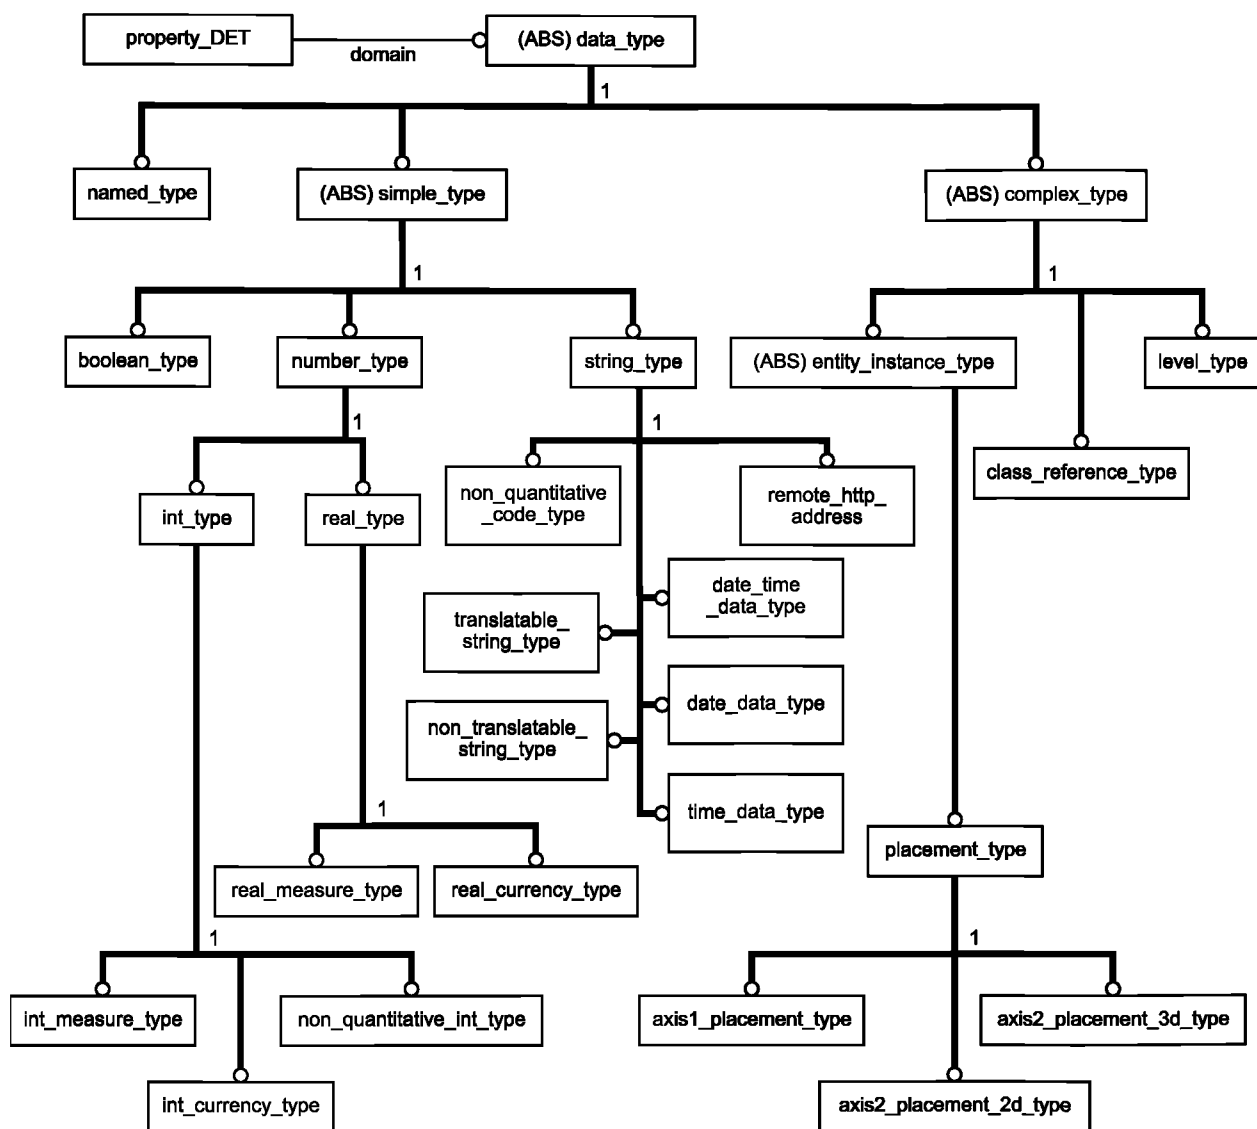 property_DET
domain
(ABS) data_type
1
named_type
(ABS) simple_type
(ABS) complex_type
1
1
boolean_type
number_type
string_type
(ABS) entity_instance_type
level_type
1
1
non_quantitative
_code_type
remote_http_
address
class_reference_type
int_type
real_type
date_time
_data_type
translatable_
string_type
date_data_type
non_translatable_
string_type
time_data_type
1
placement_type
real_measure_type
real_currency_type
1
1
int_measure_type
non_quantitative_int_type
axis1_placement_type
axis2_placement_3d_type
int_currency_type
axis2_placement_2d_type